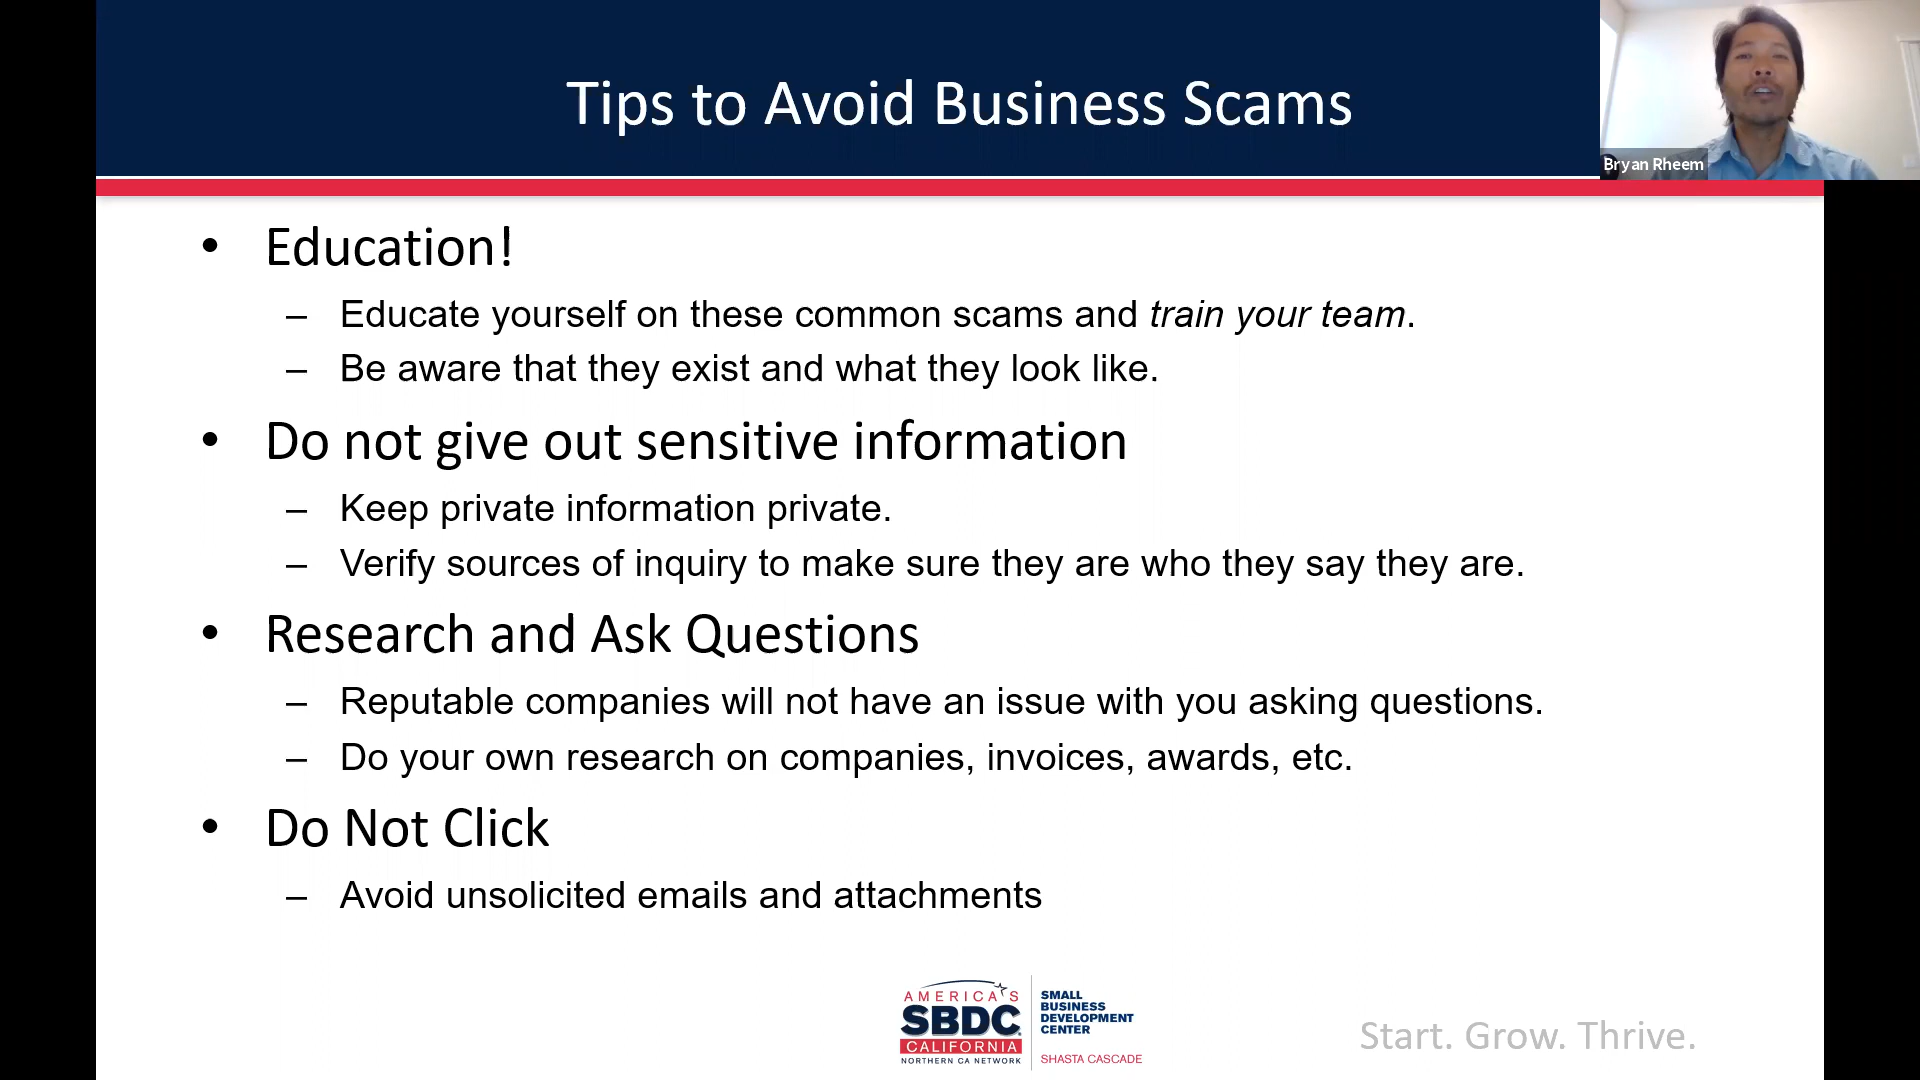 Tips to Avoid Business Scams
Bryan Rheem
• Education!
– Educate yourself on these common scams and train your team.
– Be aware that they exist and what they look like.
• Do not give out sensitive information
– Keep private information private.
– Verify sources of inquiry to make sure they are who they say they are.
• Research and Ask Questions
– Reputable companies will not have an issue with you asking questions.
– Do your own research on companies, invoices, awards, etc.
• Do Not Click
– Avoid unsolicited emails and attachments
AMERICA'S
SBDC
CALIFORNIA
NORTHERN CA NETWORK
SMALL
BUSINESS
DEVELOPMENT
CENTER
SHASTA CASCADE
Start. Grow. Thrive.